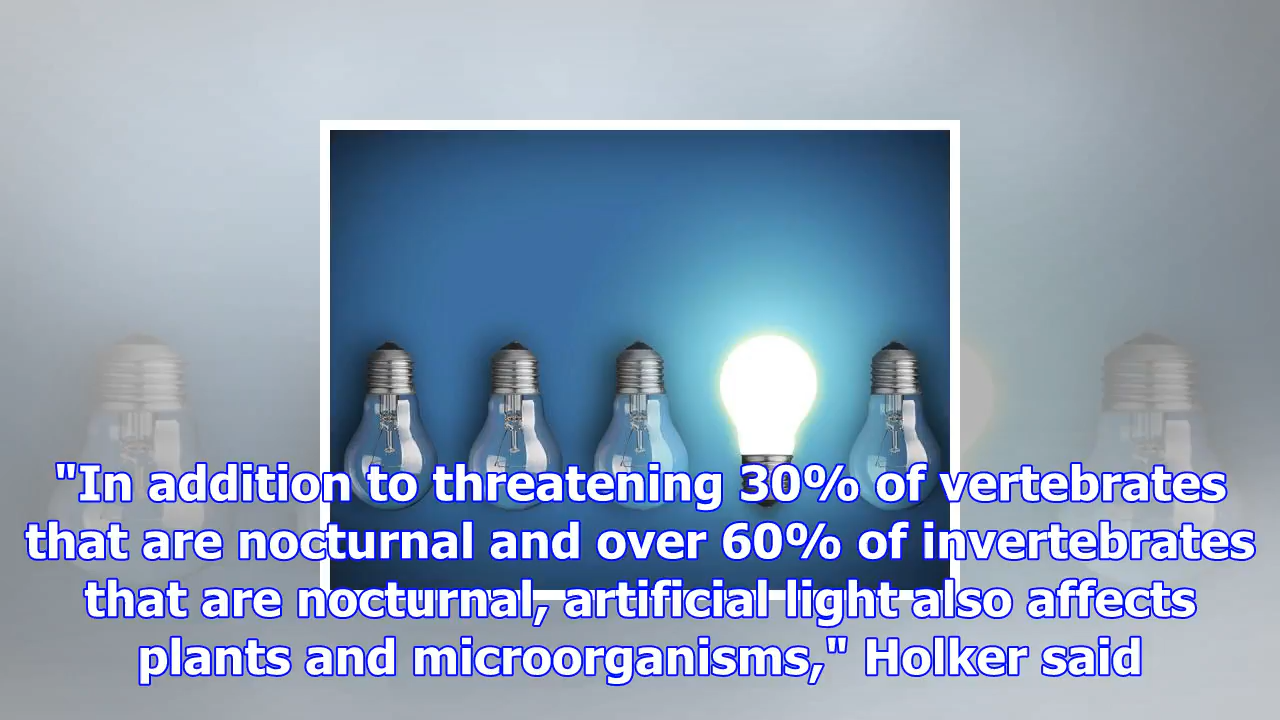 "In addition to threatening 30% of vertebrates
that are nocturnal and over 60% of invertebrates
that are nocturnal, artificial light also affects
plants and microorganisms," Holker said